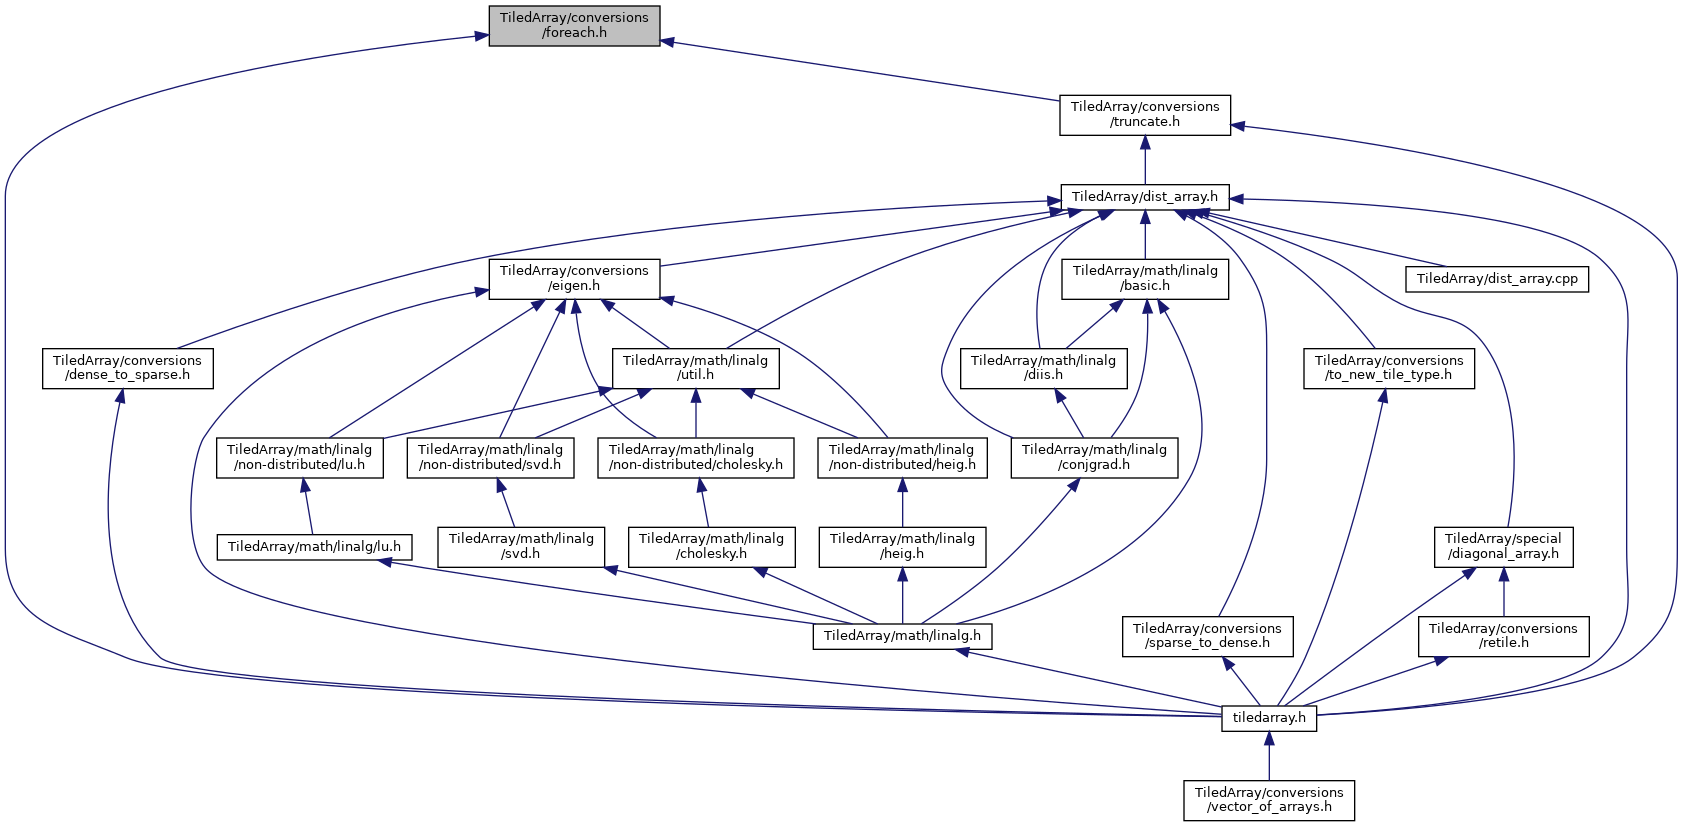 TiledArray/conversions
/foreach.h
TiledArray/conversions
/truncate.h
TiledArray/dist_array.h
TiledArray/conversions
/eigen.h
TiledArray/math/linalg
/basic.h
TiledArray/dist_array.cpp
TiledArray/conversions
/dense_to_sparse.h
TiledArray/math/linalg
/util.h
TiledArray/math/linalg
/diis.h
TiledArray/conversions
/to_new_tile_type.h
TiledArray/math/linalg
/non-distributed/lu.h
TiledArray/math/linalg
/non-distributed/svd.h
TiledArray/math/linalg
/non-distributed/cholesky.h
TiledArray/math/linalg
/non-distributed/heig.h
TiledArray/math/linalg
/conjgrad.h
TiledArray/math/linalg/lu.h
TiledArray/math/linalg
/svd.h
TiledArray/math/linalg
/cholesky.h
TiledArray/math/linalg
/heig.h
TiledArray/special
/diagonal_array.h
TiledArray/math/linalg.h
TiledArray/conversions
/sparse_to_dense.h
TiledArray/conversions
/retile.h
tiledarray.h
TiledArray/conversions
/vector_of_arrays.h